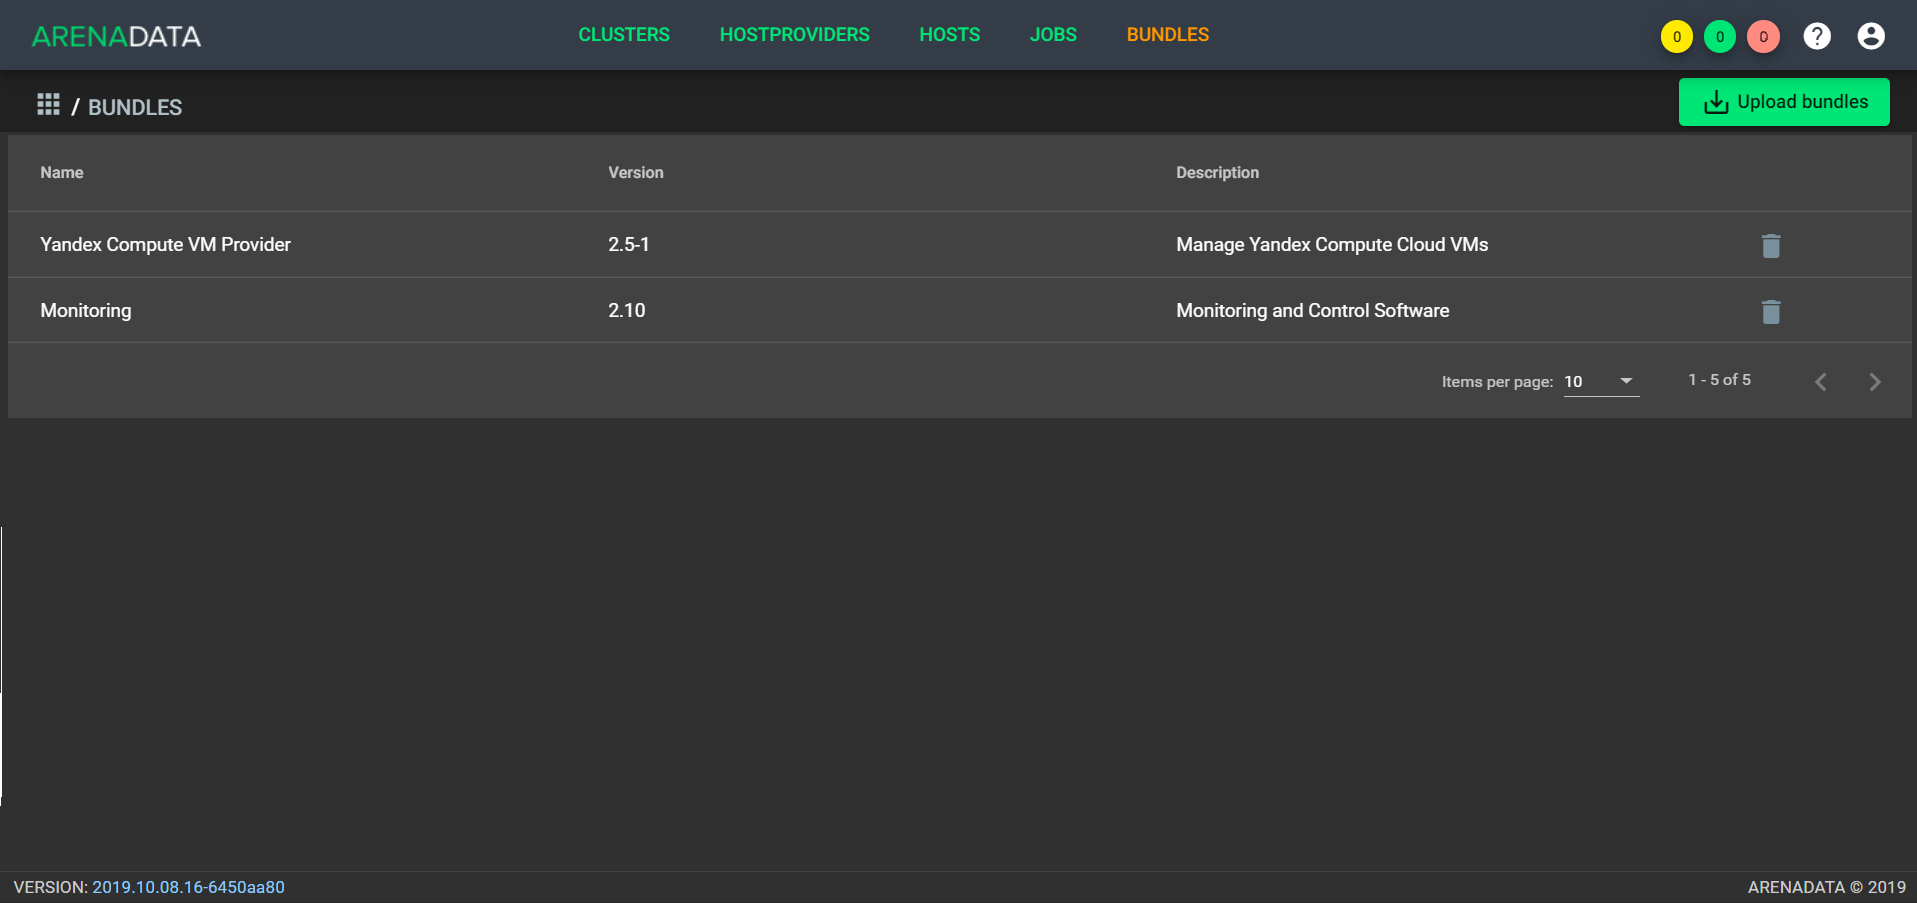 ARENADATA CLUSTERS HOSTPROVIDERS HOSTS JOBS BUNDLES 0 0 0 ?
/ BUNDLES Upload bundles
Name Version Description
Yandex Compute VM Provider 2.5-1 Manage Yandex Compute Cloud VMs
Monitoring 2.10 Monitoring and Control Software
Items per page: 10 1 - 5 of 5
VERSION: 2019.10.08.16-6450aa80 ARENADATA © 2019